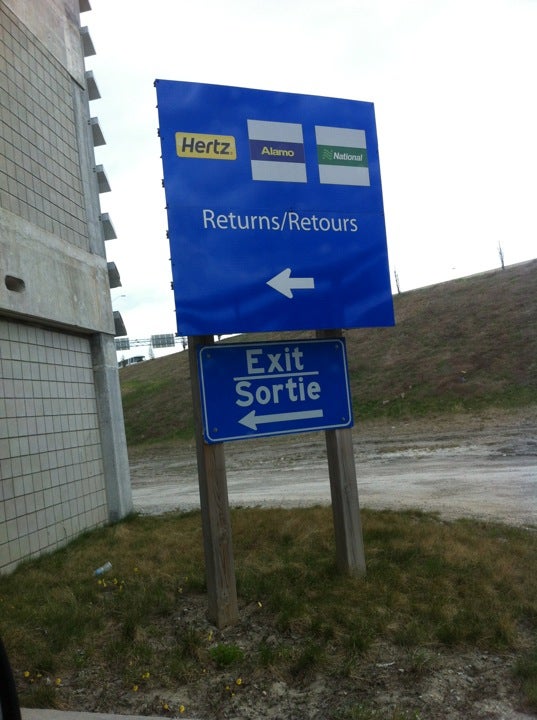 Hertz Alamo National
Returns/Retours
Exit
Sortie